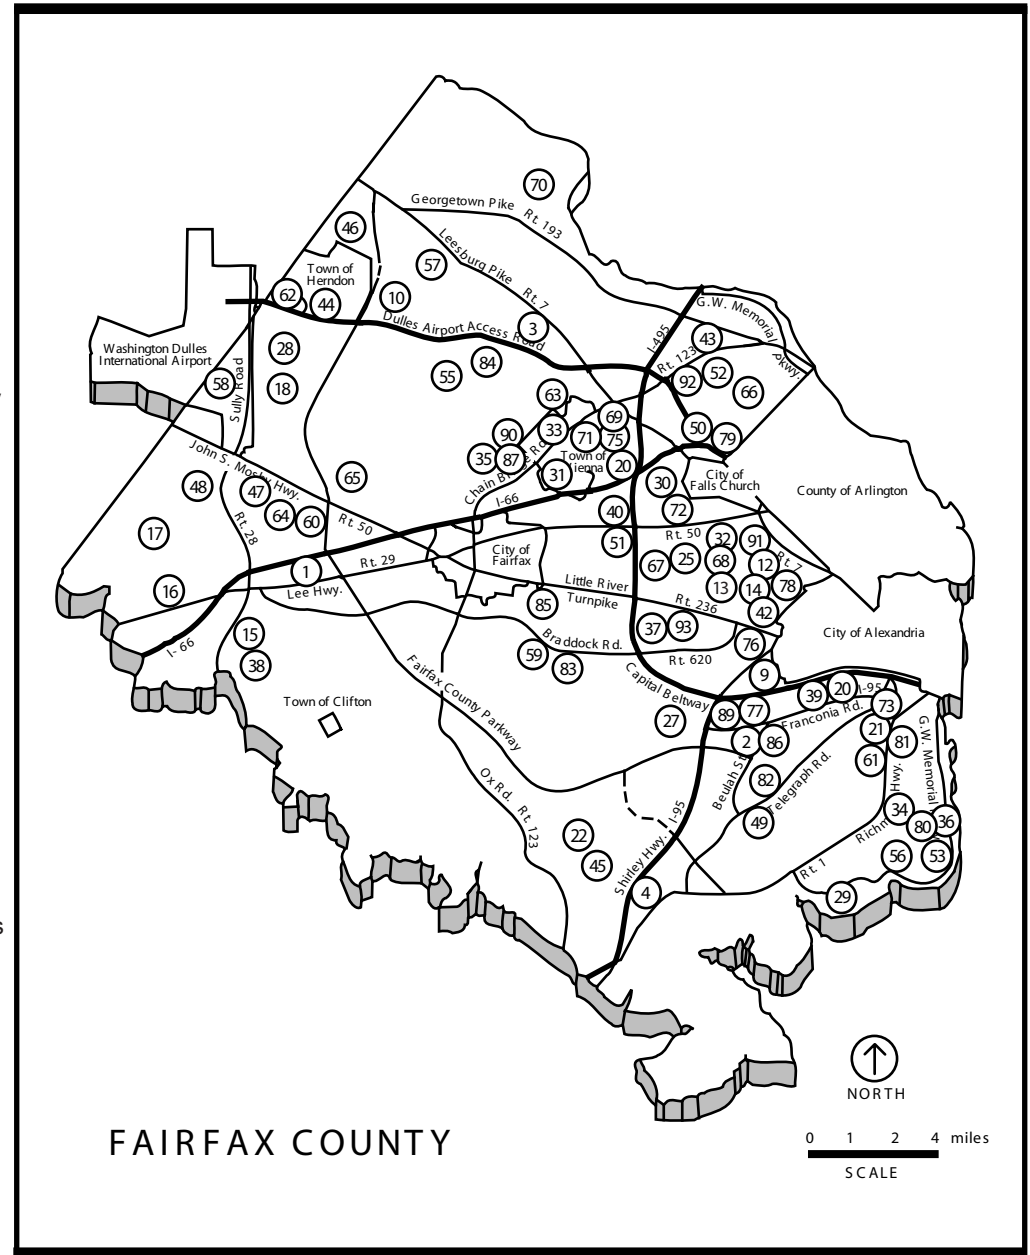 70
Georgetown Pike Rt. 193
46
Leesburg Pike Rt. 7
57
Town of
Herndon
62
44
10
G.W. Memorial Pkwy.
Dulles Airport Access Road
3
I-495
43
Rt. 123
Washington Dulles
International Airport
28
84
52
92
58
18
55
66
Sully Road
63
69
50
79
33
71
75
90
35
87
Town of
Vienna
20
Chain Bridge Rd.
31
City of
Falls Church
John S. Mosby Hwy.
48
47
65
30
County of Arlington
I-66
64
60
Rt. 50
40
72
17
Rt. 28
51
Rt. 50
32
91
Rt. 7
City of
Fairfax
1
Rt. 29
67
25
68
12
16
Lee Hwy.
Little River
Turnpike
13
14
78
85
Rt. 236
42
15
37
93
City of Alexandria
Braddock Rd.
76
I-66
38
59
83
Rt. 620
9
Fairfax County Parkway
Capital Beltway
39
20
I-95
Town of Clifton
27
89
77
Franconia Rd.
73
2
86
21
81
G.W. Memorial
61
Beulah St.
82
Telegraph Rd.
Hwy.
Ox Rd. Rt. 123
I-95
49
34
80
36
22
Richm
45
Shirley Hwy.
56
53
Rt. 1
4
29
NORTH
FAIRFAX COUNTY
0 1 2 4 miles
SCALE
s